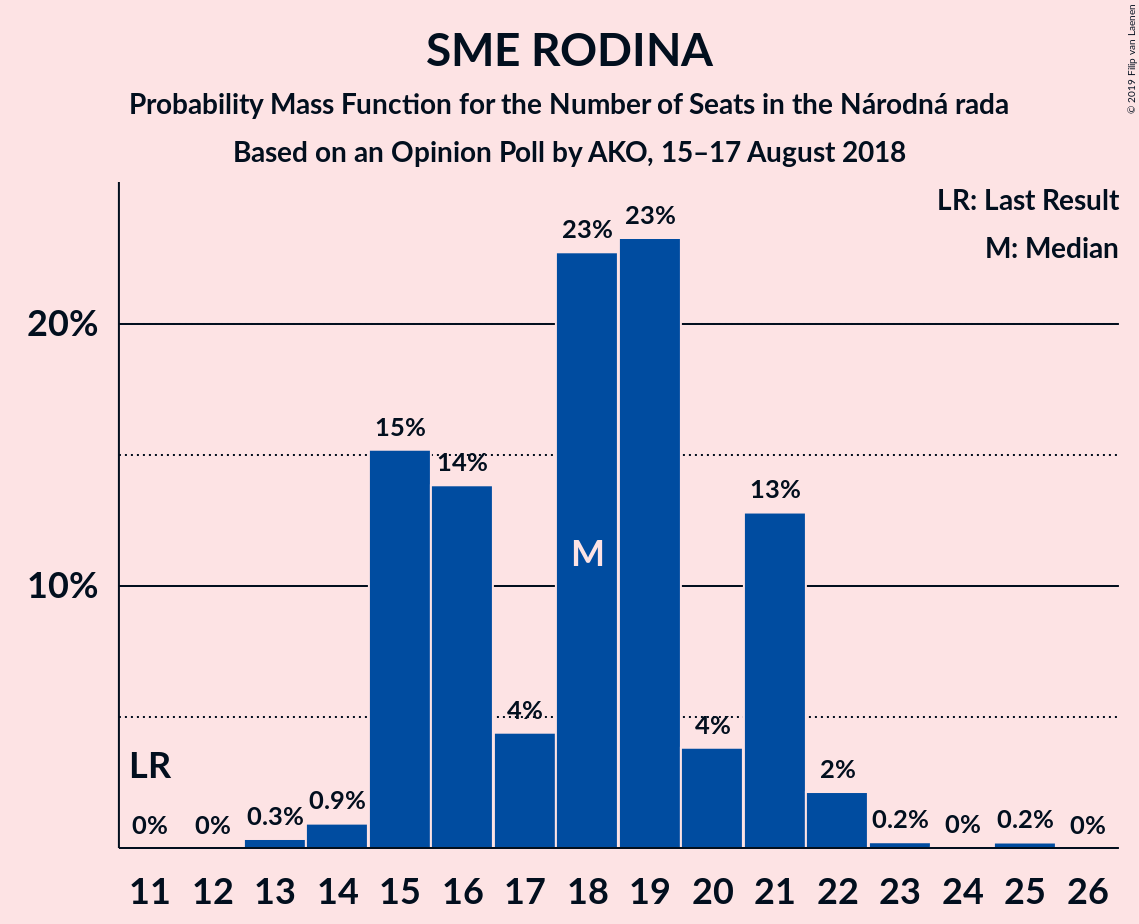 SME RODINA
Probability Mass Function for the Number of Seats in the Národná rada
Based on an Opinion Poll by AKO, 15–17 August 2018
© 2019 Filip van Laenen
LR: Last Result
M: Median
20%
10%
23%
23%
15%
14%
13%
M
4%
4%
LR
2%
0%
0%
0.3%
0.9%
0.2%
0%
0.2%
0%
11 12 13 14 15 16 17 18 19 20 21 22 23 24 25 26